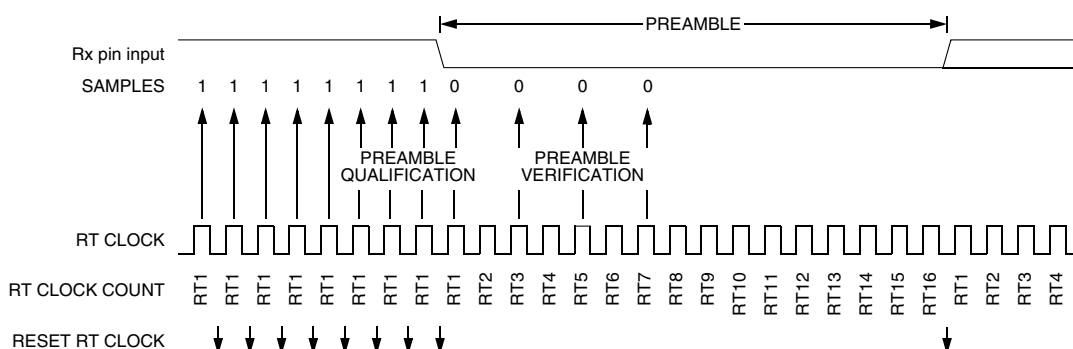 PREAMBLE
Rx pin input
SAMPLES 1 1 1 1 1 1 1 1 0 0 0 0
PREAMBLE QUALIFICATION
PREAMBLE VERIFICATION
RT CLOCK
RT CLOCK COUNT RT1 RT1 RT1 RT1 RT1 RT1 RT1 RT1 RT1 RT2 RT3 RT4 RT5 RT6 RT7 RT8 RT9 RT10 RT11 RT12 RT13 RT14 RT15 RT16 RT1 RT2 RT3 RT4
RESET RT CLOCK